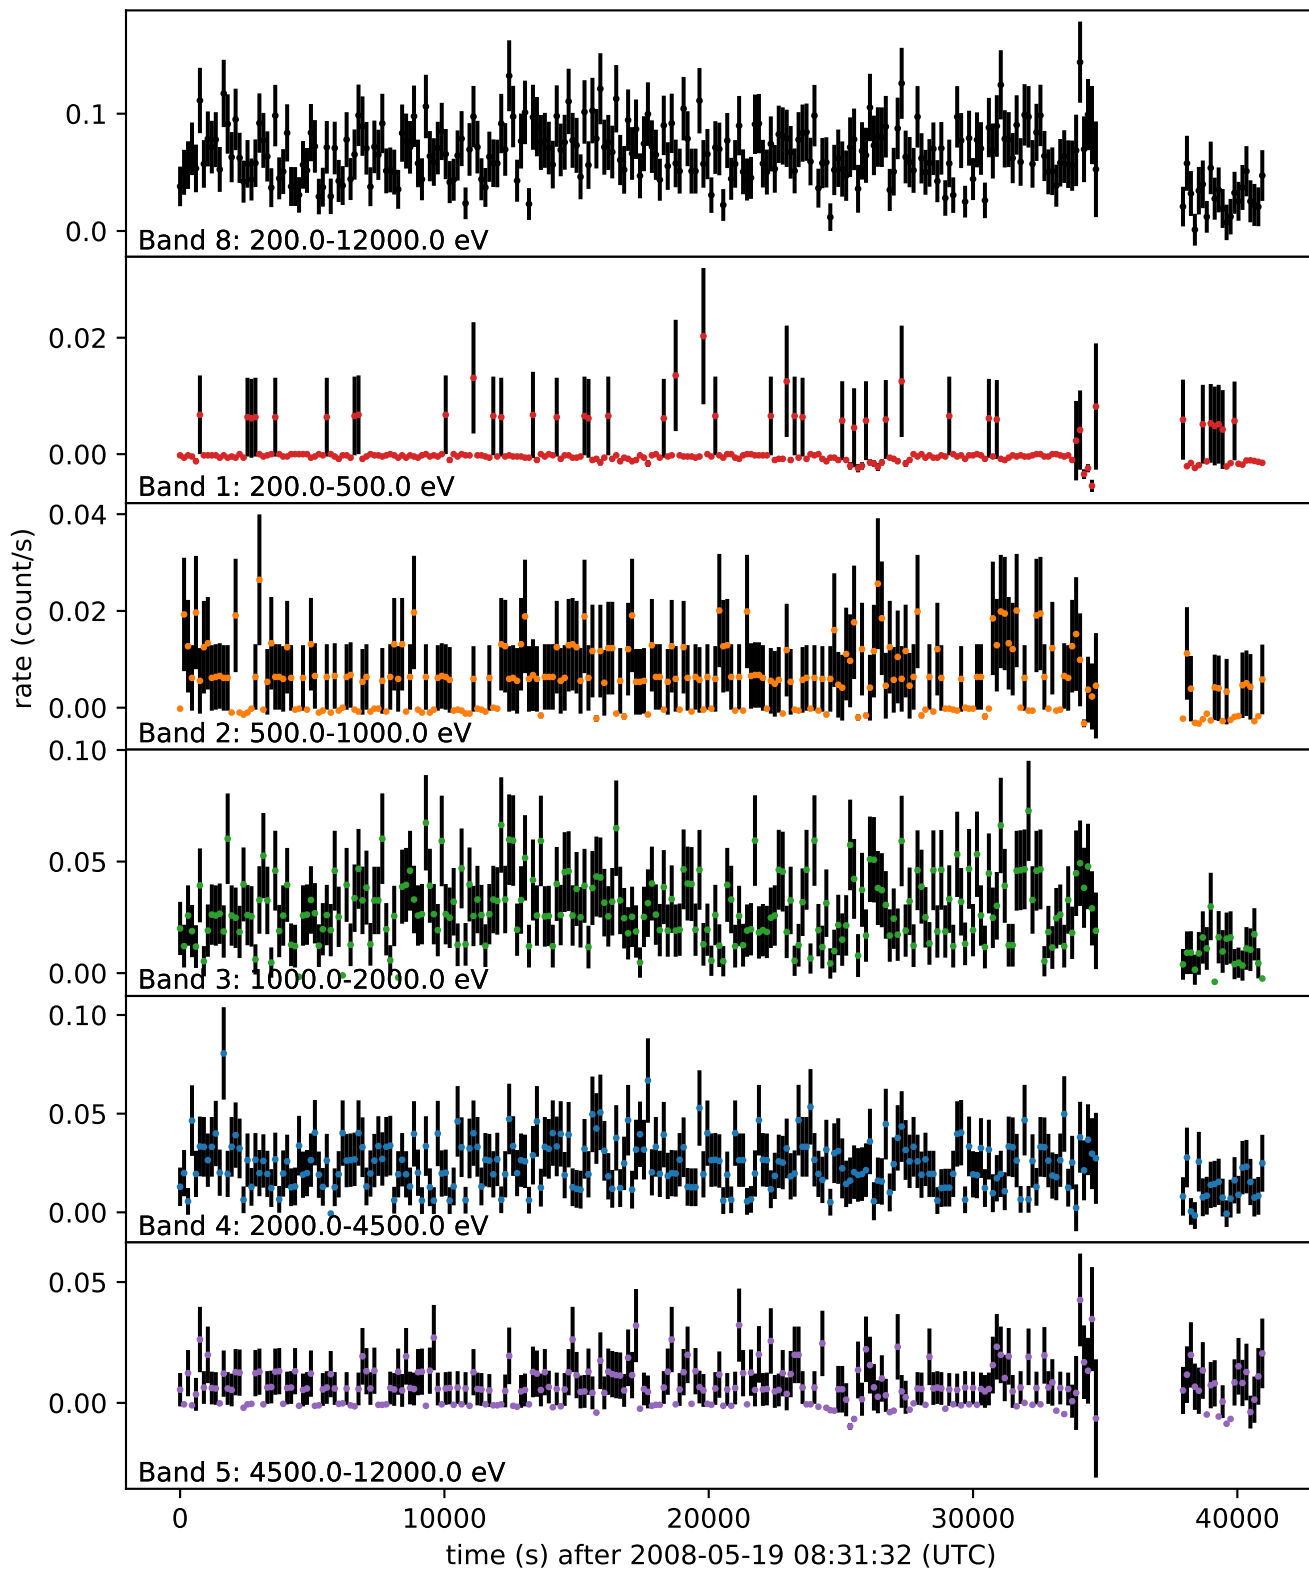 0.1
0.0
Band 8: 200.0-12000.0 eV
0.02
0.00
Band 1: 200.0-500.0 eV
0.04
0.02
0.00
Band 2: 500.0-1000.0 eV
rate (count/s)
0.10
0.05
0.00
Band 3: 1000.0-2000.0 eV
0.10
0.05
0.00
Band 4: 2000.0-4500.0 eV
0.05
0.00
Band 5: 4500.0-12000.0 eV
0 10000 20000 30000 40000
time (s) after 2008-05-19 08:31:32 (UTC)